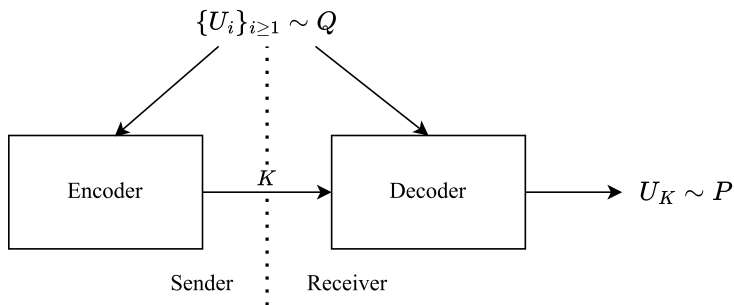 {U_i}_{i≥1} ∼ Q
Encoder
K
Decoder
U_K ∼ P
Sender
Receiver